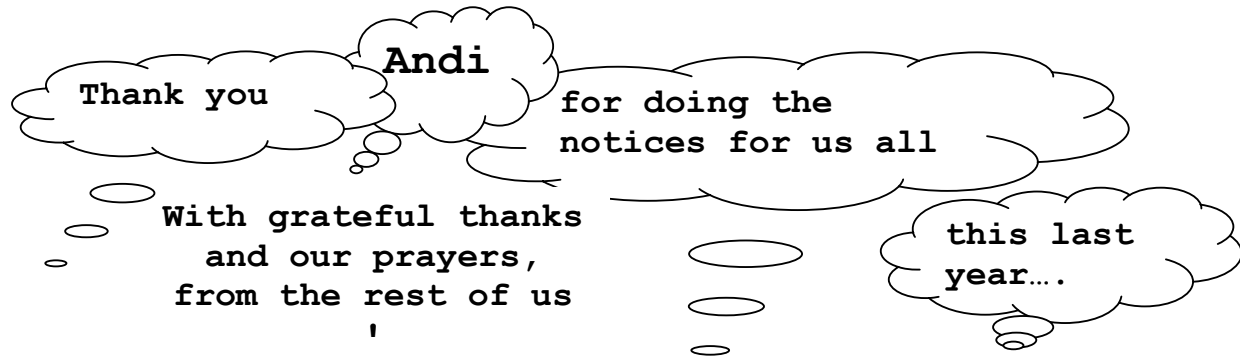 Thank you
Andi
for doing the
notices for us all
this last
year….
With grateful thanks
and our prayers,
from the rest of us
'